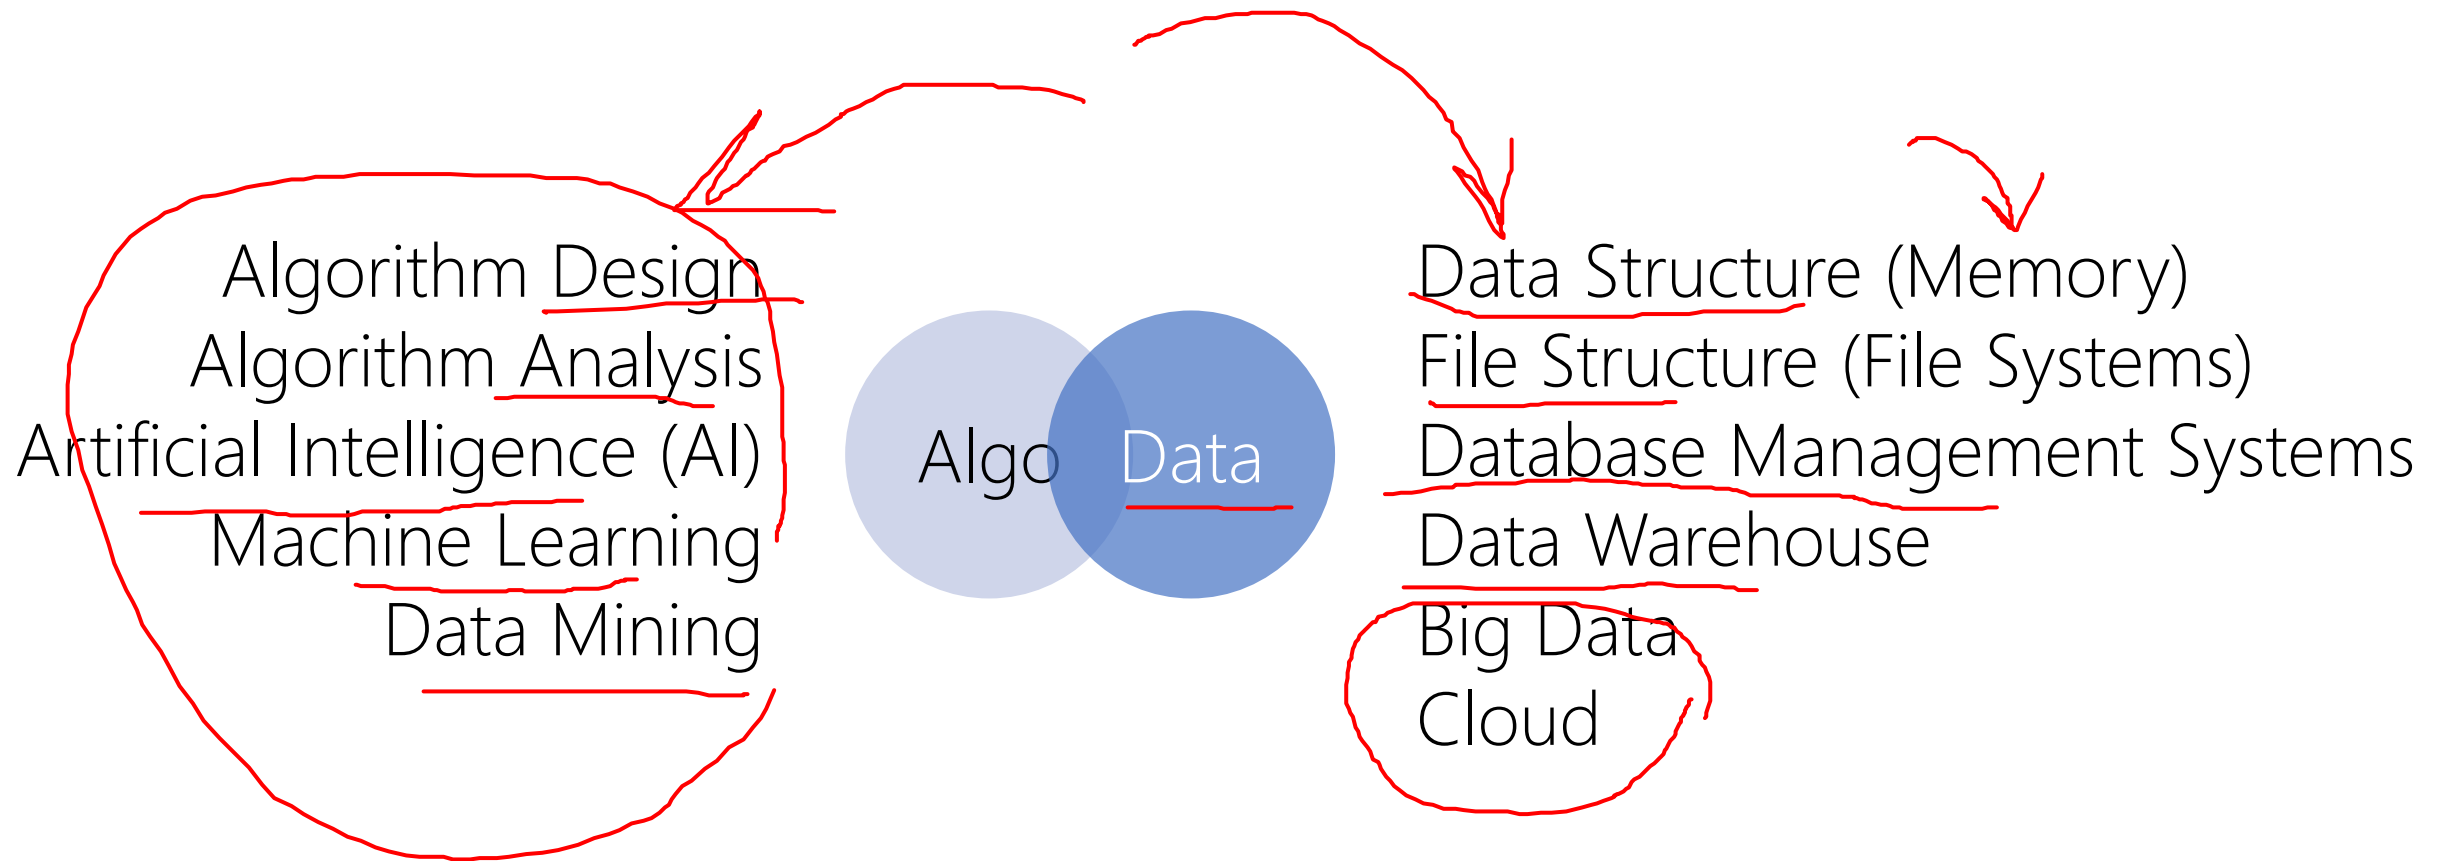 Algorithm Design
Algorithm Analysis
Artificial Intelligence (AI)
Machine Learning
Data Mining
Algo
Data
Data Structure (Memory)
File Structure (File Systems)
Database Management Systems
Data Warehouse
Big Data
Cloud